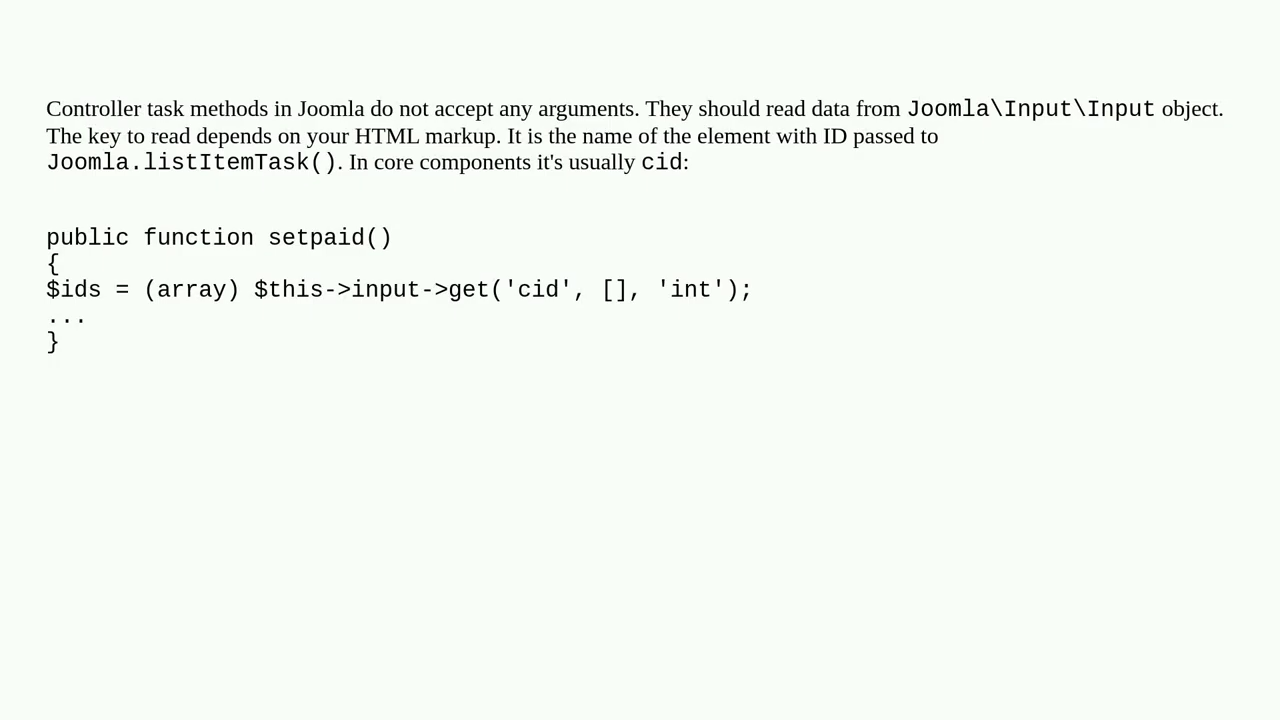 Controller task methods in Joomla do not accept any arguments. They should read data from Joomla\Input\Input object.
The key to read depends on your HTML markup. It is the name of the element with ID passed to
Joomla.listItemTask(). In core components it's usually cid:
public function setpaid()
{
$ids = (array) $this->input->get('cid', [], 'int');
...
}